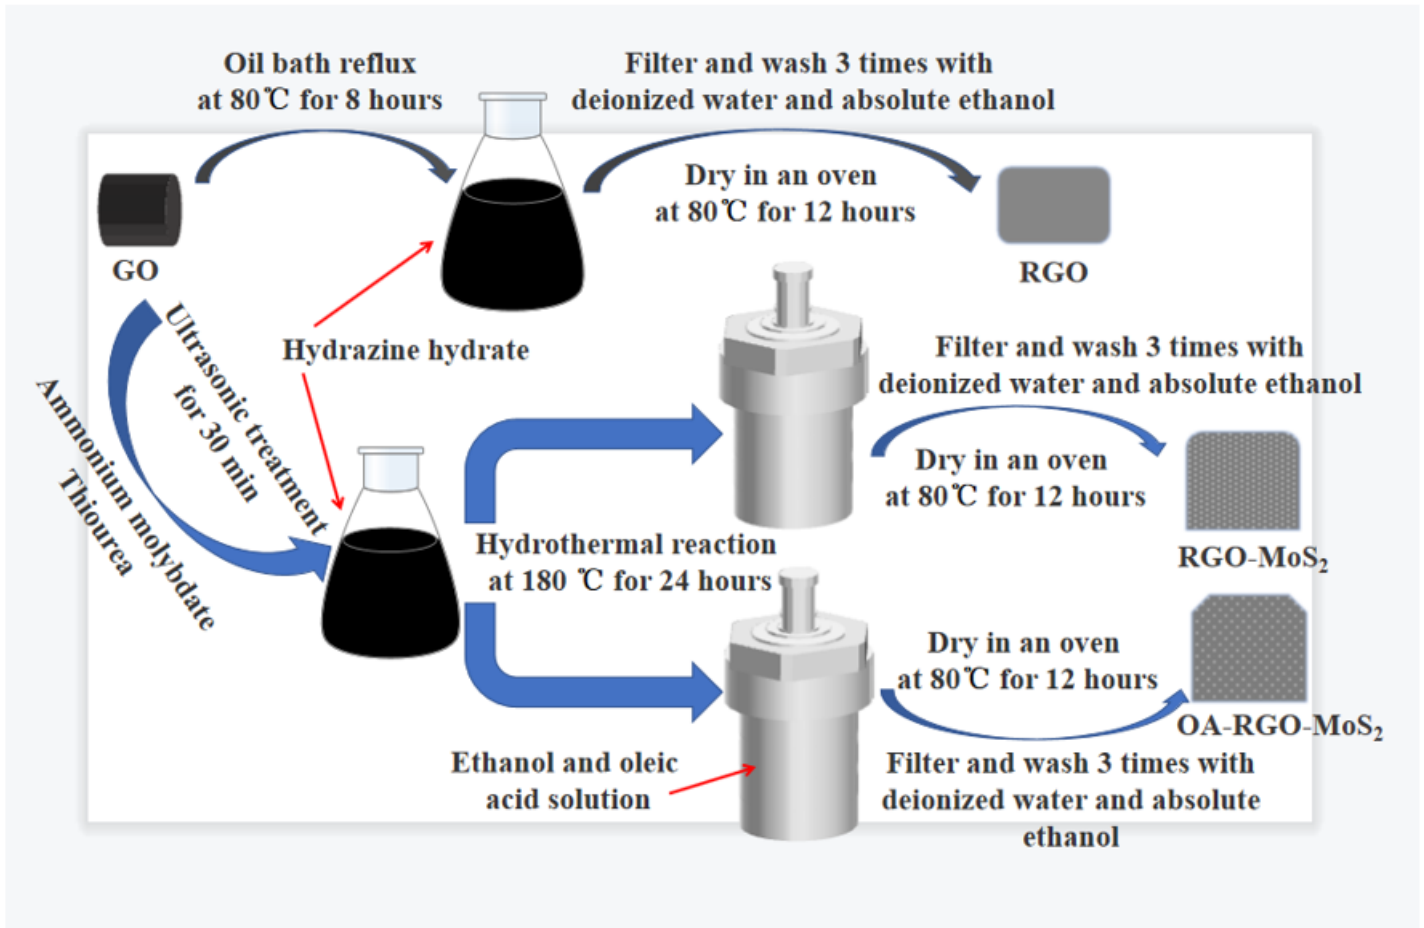 Oil bath reflux
at 80℃ for 8 hours
Filter and wash 3 times with
deionized water and absolute ethanol
Dry in an oven
at 80℃ for 12 hours
GO
RGO
Ultrasonic treatment
for 30 min
Ammonium molybdate
Thiourea
Hydrazine hydrate
Filter and wash 3 times with
deionized water and absolute ethanol
Dry in an oven
at 80℃ for 12 hours
RGO-MoS₂
Hydrothermal reaction
at 180 ℃ for 24 hours
Dry in an oven
at 80℃ for 12 hours
OA-RGO-MoS₂
Ethanol and oleic
acid solution
Filter and wash 3 times with
deionized water and absolute
ethanol